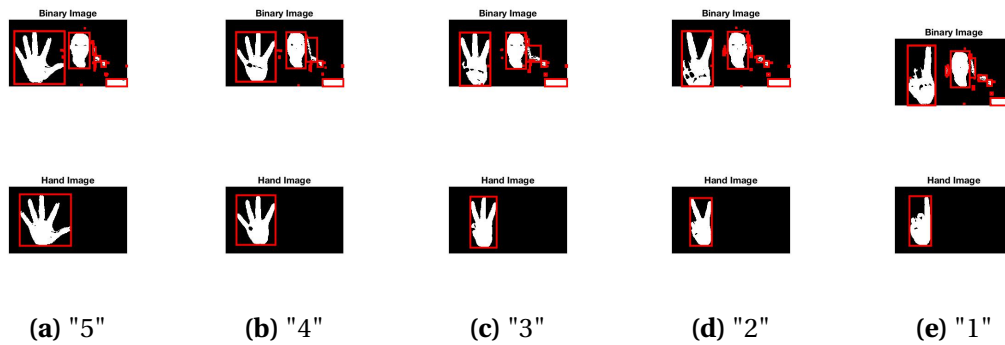 Binary Image
Binary Image
Binary Image
Binary Image
Binary Image
Hand Image
Hand Image
Hand Image
Hand Image
Hand Image
(a) "5"
(b) "4"
(c) "3"
(d) "2"
(e) "1"